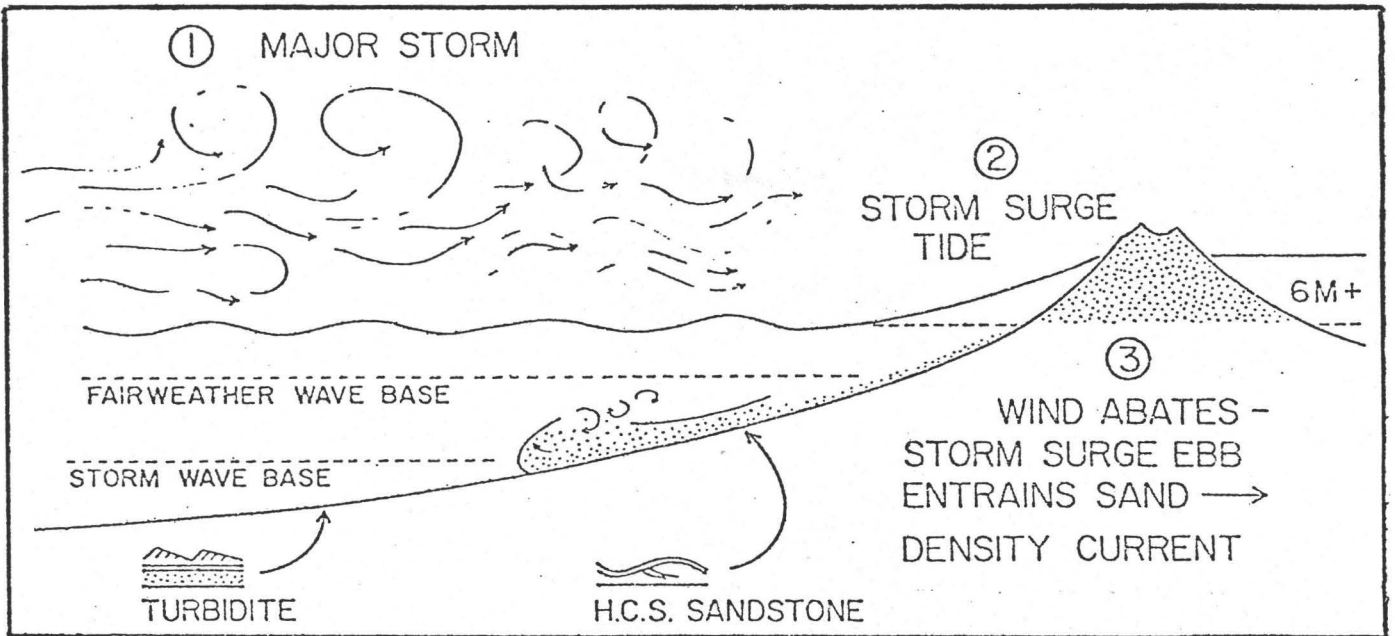 ① MAJOR STORM
②
STORM SURGE
TIDE
6M+
③
WIND ABATES –
STORM SURGE EBB
ENTRAINS SAND →
DENSITY CURRENT
FAIRWEATHER WAVE BASE
STORM WAVE BASE
TURBIDITE
H.C.S. SANDSTONE